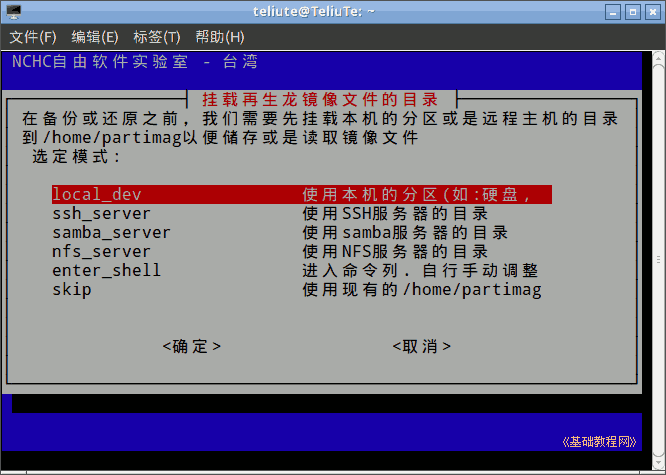 teliute@TeliuTe: ~
文件(F) 编辑(E) 标签(T) 帮助(H)
NCHC自由软件实验室 - 台湾
挂载再生龙镜像文件的目录
在备份或还原之前，我们需要先挂载本机的分区或是远程主机的目录
到/home/partimag以便储存或是读取镜像文件
选定模式:
local_dev 使用本机的分区(如:硬盘,
ssh_server 使用SSH服务器的目录
samba_server 使用samba服务器的目录
nfs_server 使用NFS服务器的目录
enter_shell 进入命令列. 自行手动调整
skip 使用现有的/home/partimag
<确定> <取消>
《基础教程网》